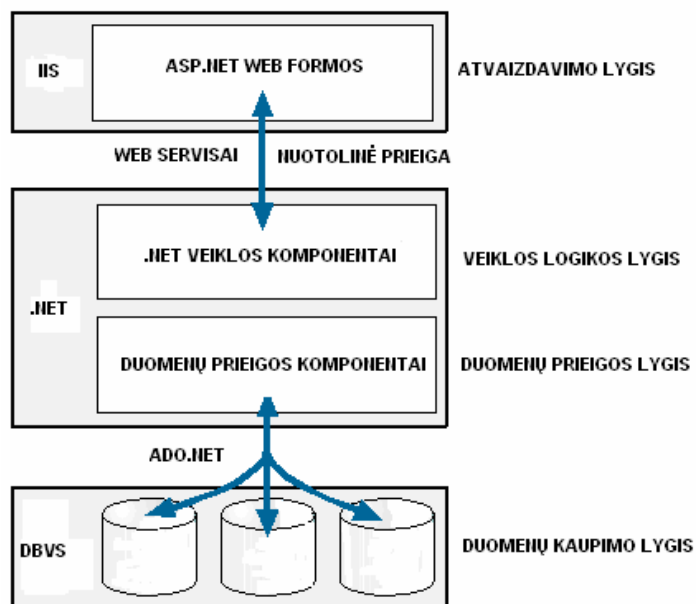 IIS
ASP.NET WEB FORMOS
ATVAIZDAVIMO LYGIS
WEB SERVISAI
NUOTOLINĖ PRIEIGA
.NET VEIKLOS KOMPONENTAI
VEIKLOS LOGIKOS LYGIS
.NET
DUOMENŲ PRIEIGOS KOMPONENTAI
DUOMENŲ PRIEIGOS LYGIS
ADO.NET
DBVS
DUOMENŲ KAUPIMO LYGIS